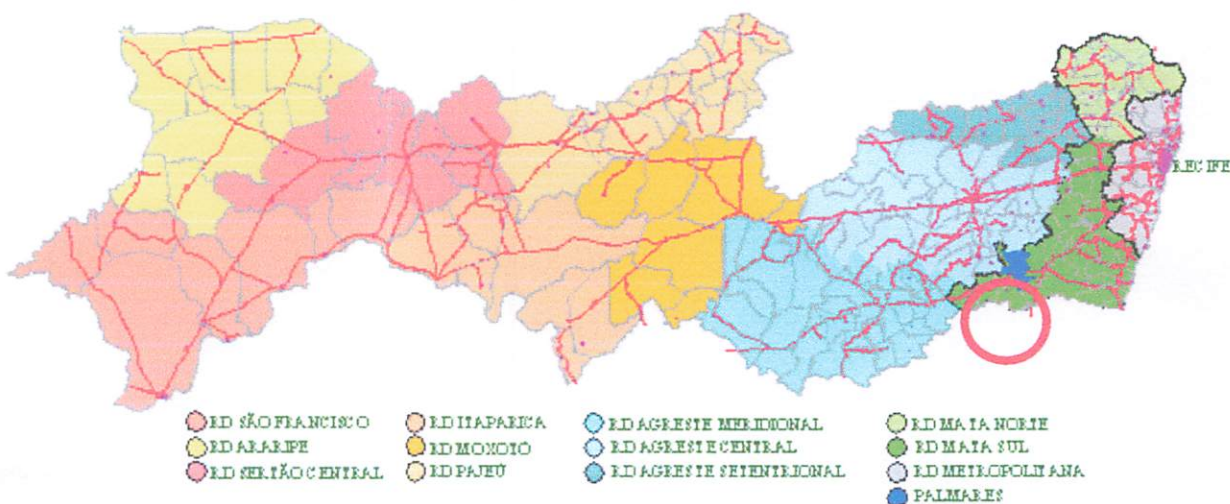 RECIFE
RD SÃO FRANCISCO
RD ARARIPE
RD SERTÃO CENTRAL
RD ITAPARICA
RD MOXOTÓ
RD PAJEÚ
RD AGRESTE MERIDIONAL
RD AGRESTE CENTRAL
RD AGRESTE SETENTRIONAL
RD MATA NORTE
RD MATA SUL
RD METROPOLITANA
PALMARES